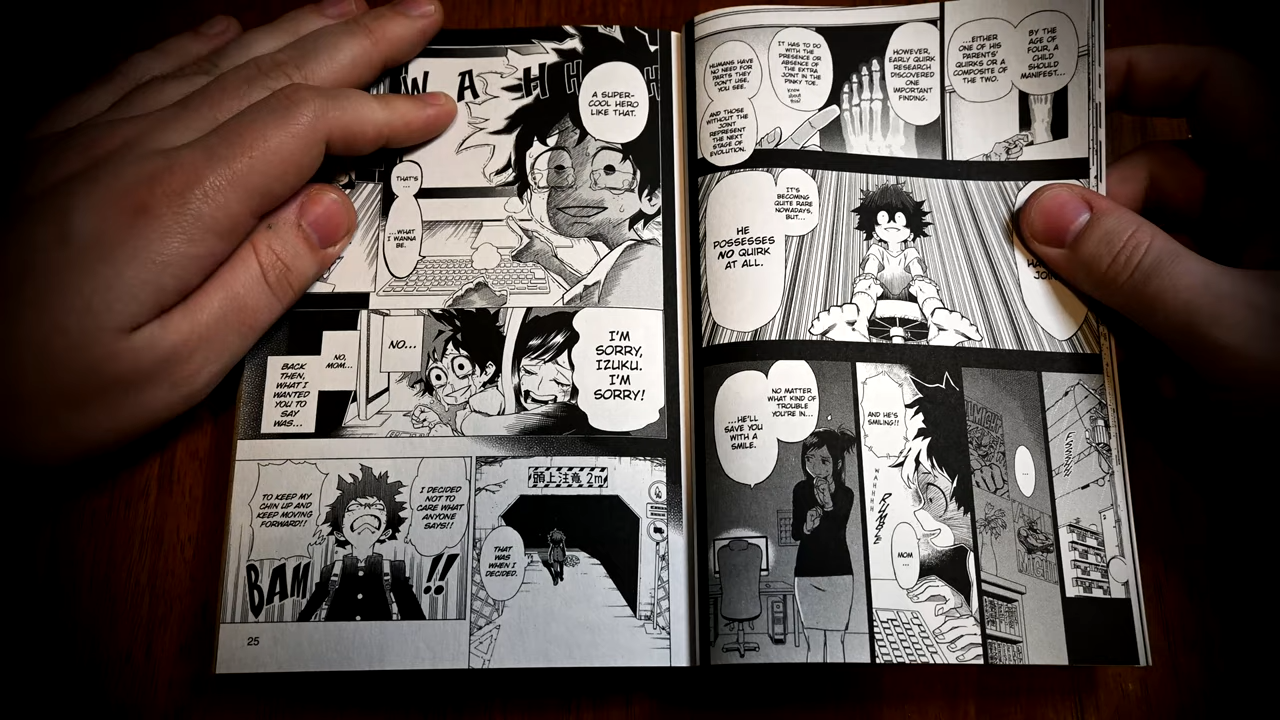 BY THE
AGE OF
FOUR, A
CHILD
SHOULD
MANIFEST...
...EITHER
ONE OF HIS
PARENTS'
QUIRKS OR A
COMPOSITE OF
THE TWO.
HOWEVER,
EARLY QUIRK
RESEARCH
DISCOVERED
ONE
IMPORTANT
FINDING.
IT HAS TO DO
WITH THE
PRESENCE OR
ABSENCE OF
THE EXTRA
JOINT IN THE
PINKY TOE.
Know
about
this?
HUMANS HAVE
NO NEED FOR
PARTS THEY
DON'T USE,
YOU SEE.
AND THOSE
WITHOUT THE
JOINT
REPRESENT
THE NEXT
STAGE OF
EVOLUTION.
IT'S
BECOMING
QUITE RARE
NOWADAYS,
BUT...
HE
POSSESSES
NO QUIRK
AT ALL.
...
AND HE'S
SMILING!!
WAHHHH
MOM
...
NO MATTER
WHAT KIND OF
TROUBLE
YOU'RE IN...
...HE'LL
SAVE YOU
WITH A
SMILE.
WAHH
A SUPER-
COOL HERO
LIKE THAT.
THAT'S
...
...WHAT
I WANNA
BE.
I'M
SORRY,
IZUKU.
I'M
SORRY!
NO...
NO,
MOM...
BACK
THEN,
WHAT I
WANTED
YOU TO
SAY
WAS...
頭上注意 2m
THAT
WAS
WHEN I
DECIDED.
I DECIDED
NOT TO
CARE WHAT
ANYONE
SAYS!!
TO KEEP MY
CHIN UP AND
KEEP MOVING
FORWARD!!
BAM
!!
25